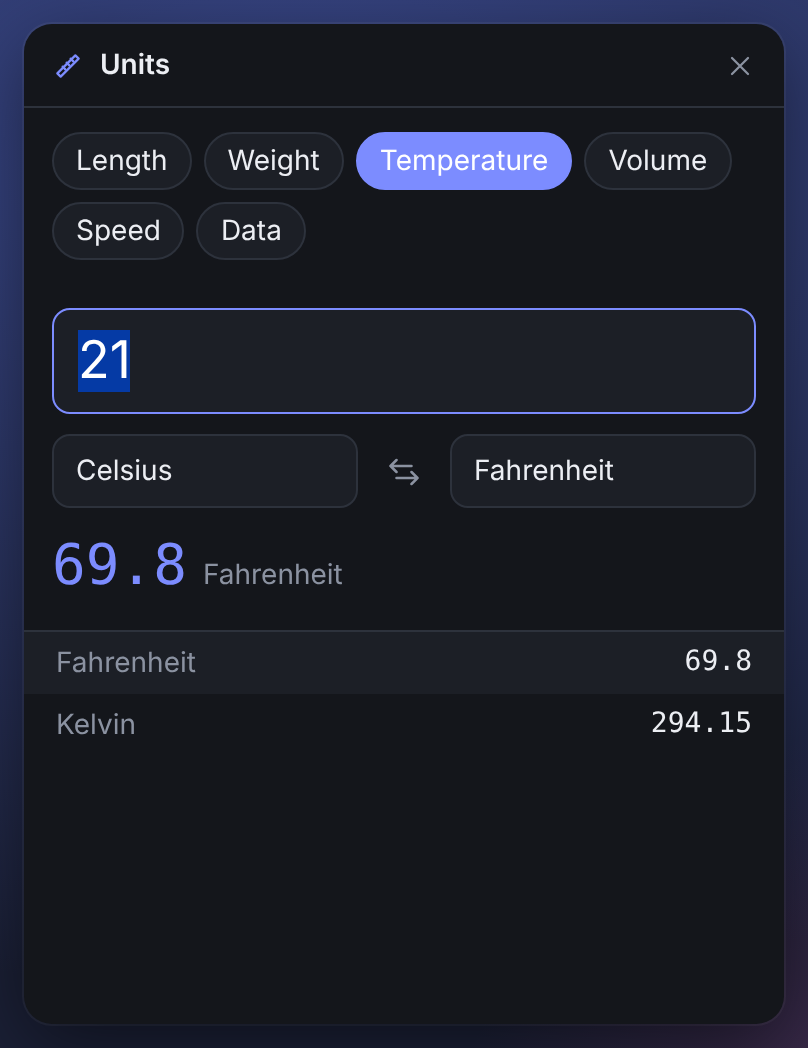 Units
Length Weight Temperature Volume
Speed Data
21
Celsius Fahrenheit
69.8 Fahrenheit
Fahrenheit 69.8
Kelvin 294.15